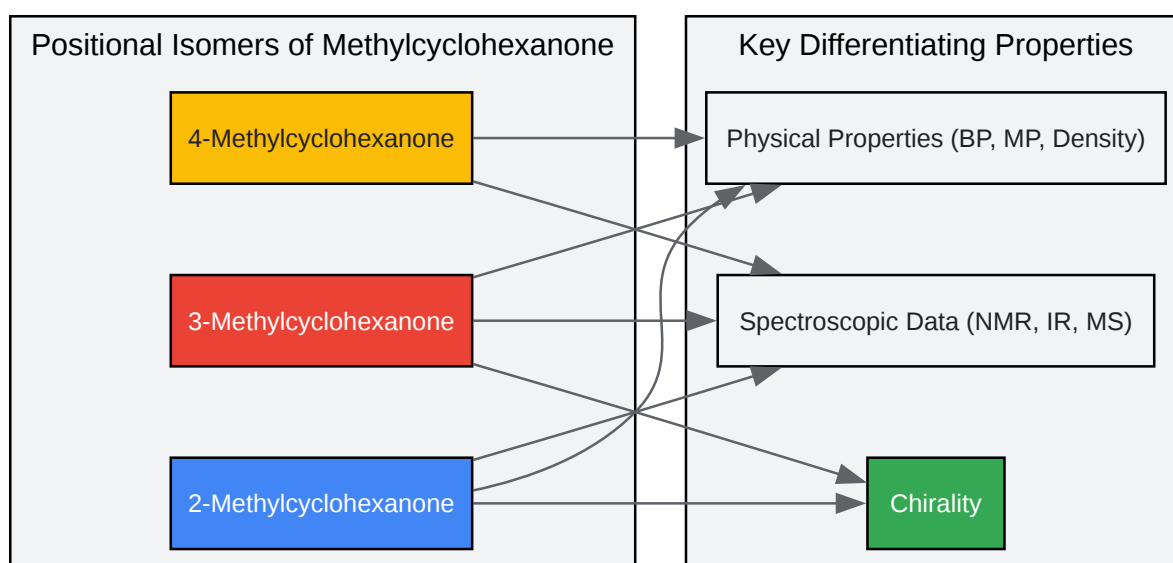 Positional Isomers of Methylcyclohexanone
4-Methylcyclohexanone
3-Methylcyclohexanone
2-Methylcyclohexanone
Key Differentiating Properties
Physical Properties (BP, MP, Density)
Spectroscopic Data (NMR, IR, MS)
Chirality